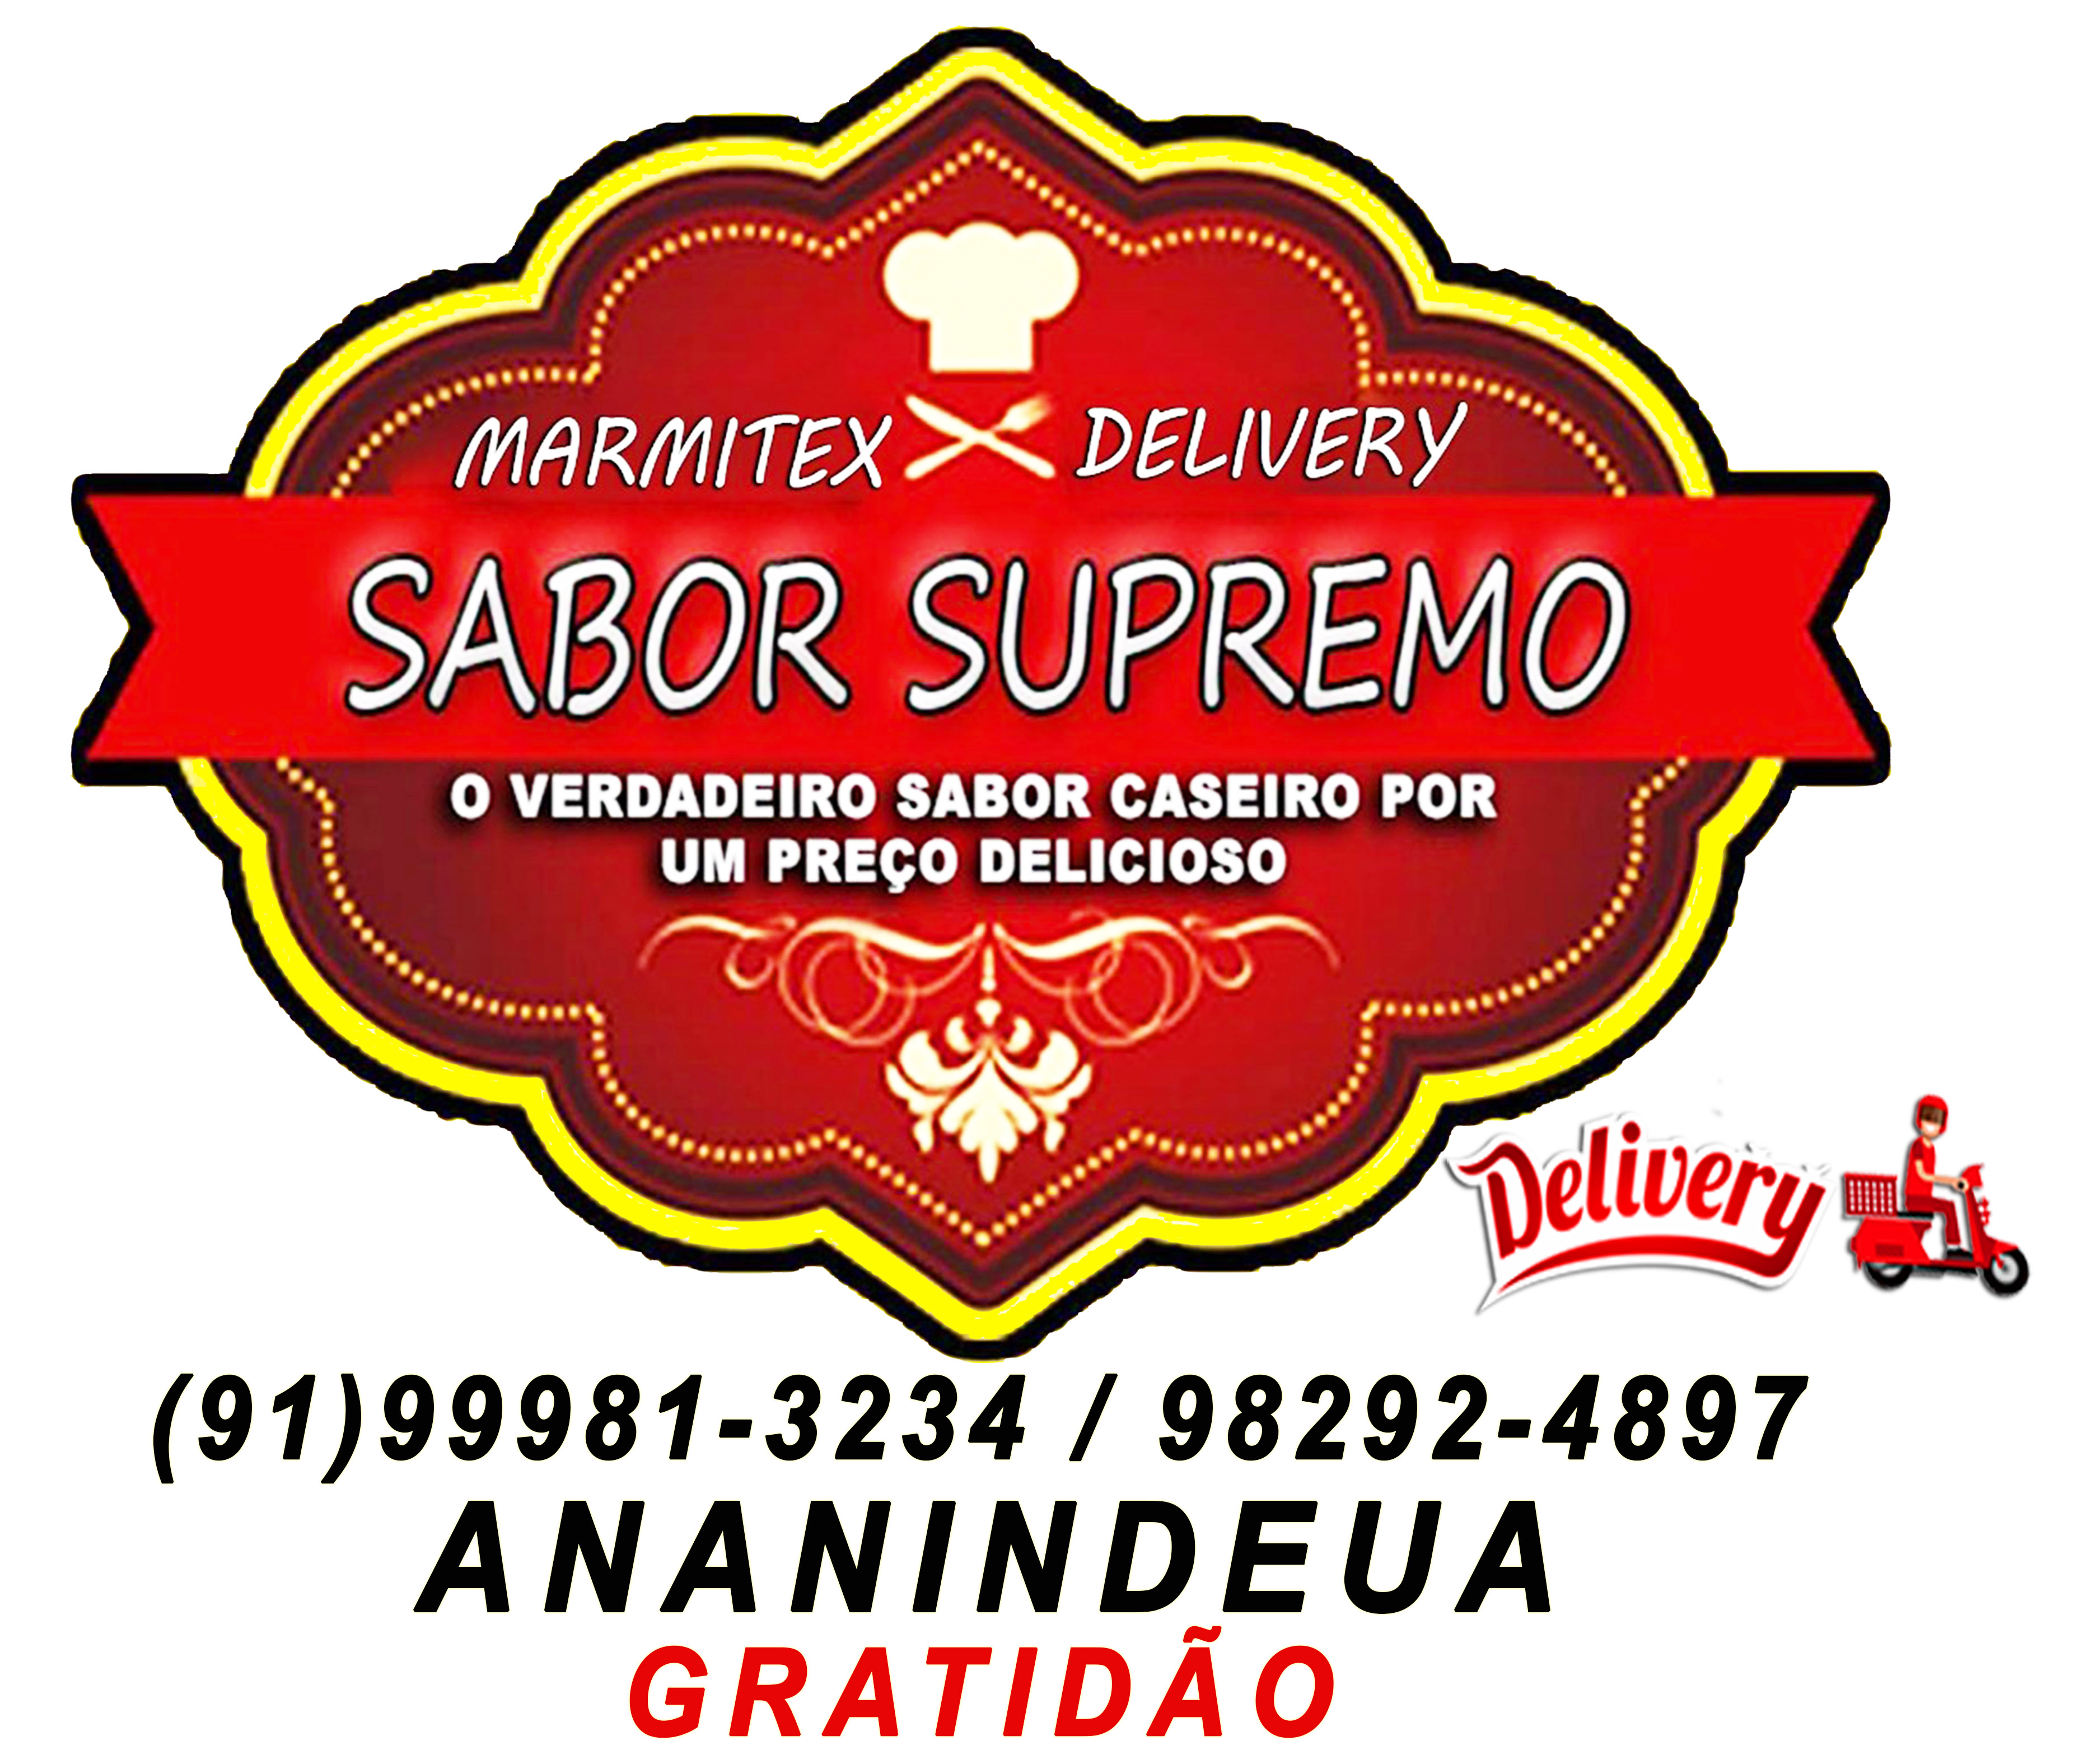 MARMITEX DELIVERY
SABOR SUPREMO
O VERDADEIRO SABOR CASEIRO POR
UM PREÇO DELICIOSO
Delivery
(91)99981-3234 / 98292-4897
ANANINDEUA
GRATIDÃO